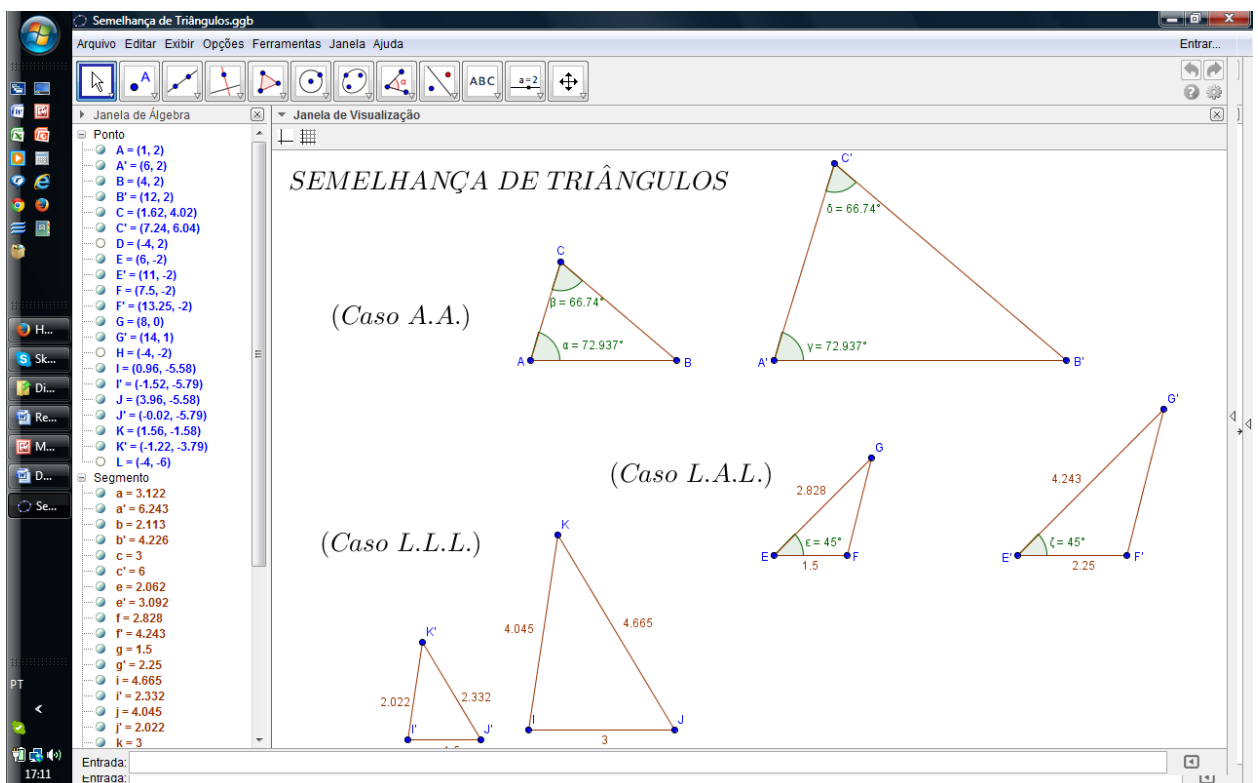 Semelhança de Triângulos.ggb
Arquivo Editar Exibir Opções Ferramentas Janela Ajuda
Entrar...
A
ABC
a=2
Janela de Álgebra
Janela de Visualização
Ponto
A = (1, 2)
A' = (6, 2)
B = (4, 2)
B' = (12, 2)
C = (1.62, 4.02)
C' = (7.24, 6.04)
D = (-4, 2)
E = (6, -2)
E' = (11, -2)
F = (7.5, -2)
F' = (13.25, -2)
G = (8, 0)
G' = (14, 1)
H = (-4, -2)
I = (0.96, -5.58)
I' = (-1.52, -5.79)
J = (3.96, -5.58)
J' = (-0.02, -5.79)
K = (1.56, -1.58)
K' = (-1.22, -3.79)
L = (-4, -6)
Segmento
a = 3.122
a' = 6.243
b = 2.113
b' = 4.226
c = 3
c' = 6
e = 2.062
e' = 3.092
f = 2.828
f' = 4.243
g = 1.5
g' = 2.25
i = 4.665
i' = 2.332
j = 4.045
j' = 2.022
k = 3
SEMELHANÇA DE TRIÂNGULOS
C'
δ = 66.74°
C
β = 66.74°
(Caso A.A.)
α = 72.937°
γ = 72.937°
A
B
A'
B'
G'
(Caso L.A.L.)
G
2.828
4.243
ε = 45°
ζ = 45°
E
F
E'
F'
1.5
2.25
(Caso L.L.L.)
K
4.045
4.665
K'
2.022
2.332
I'
J'
I
J
3
Entrada:
Entrada:
H...
Sk...
Di...
Re...
M...
D...
Se...
PT
17:11